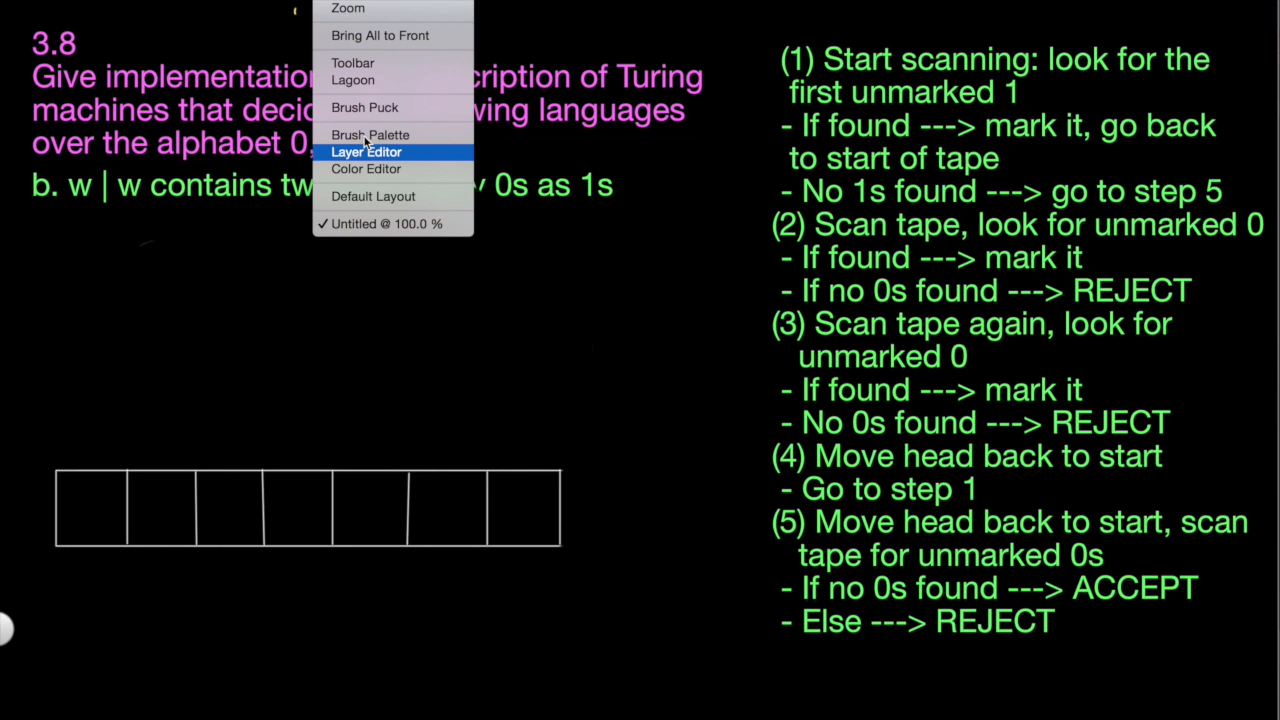 3.8
Give implementation cription of Turing
machines that decid wing languages
over the alphabet 0,
b. w | w contains tw y 0s as 1s
Zoom
Bring All to Front
Toolbar
Lagoon
Brush Puck
Brush Palette
Layer Editor
Color Editor
Default Layout
✓ Untitled @ 100.0 %
(1) Start scanning: look for the
first unmarked 1
- If found ---> mark it, go back
to start of tape
- No 1s found ---> go to step 5
(2) Scan tape, look for unmarked 0
- If found ---> mark it
- If no 0s found ---> REJECT
(3) Scan tape again, look for
unmarked 0
- If found ---> mark it
- No 0s found ---> REJECT
(4) Move head back to start
- Go to step 1
(5) Move head back to start, scan
tape for unmarked 0s
- If no 0s found ---> ACCEPT
- Else ---> REJECT